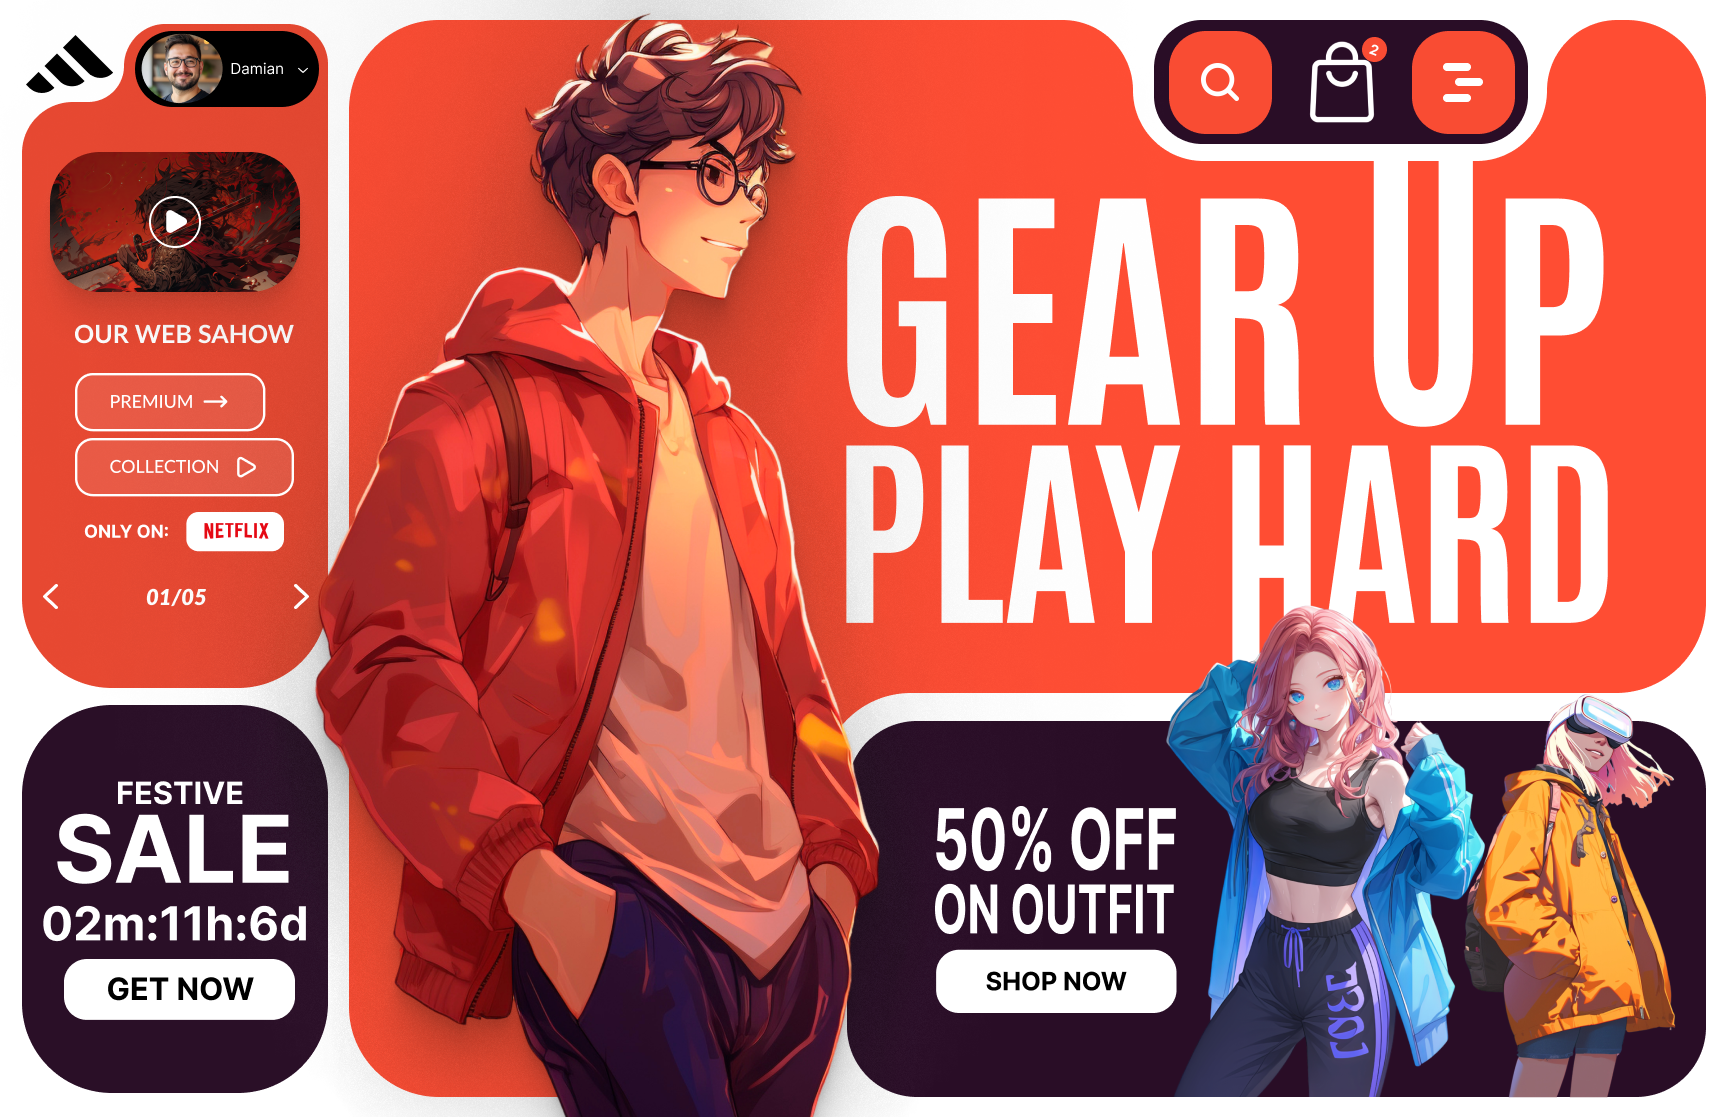 Damian
2
OUR WEB SAHOW
PREMIUM
COLLECTION
ONLY ON: NETFLIX
01/05
GEAR UP
PLAY HARD
FESTIVE
SALE
02m:11h:6d
GET NOW
50% OFF
ON OUTFIT
SHOP NOW